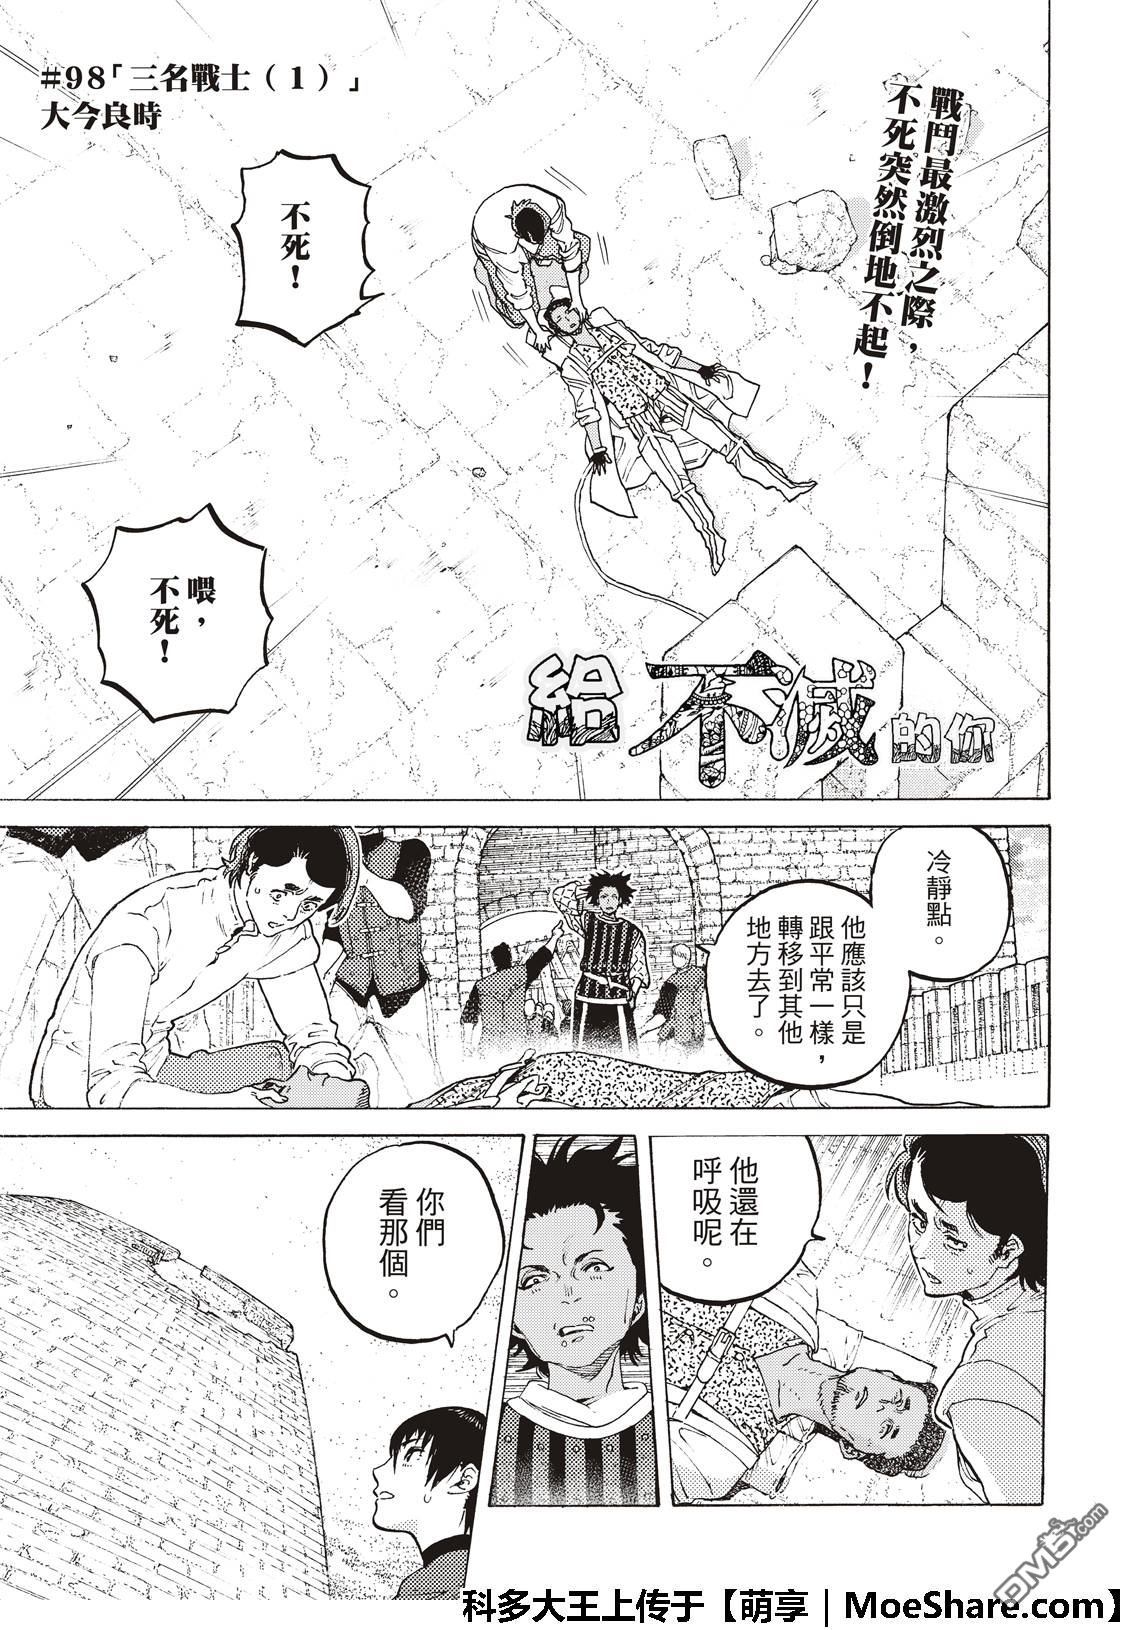 #98「三名戰士（1）」
大今良時
戰鬥最激烈之際，
不死突然倒地不起！
不死！
喂，
不死！
給不滅的你
冷靜點。
他應該只是
跟平常一樣，
轉移到其他
地方去了。
他還在
呼吸呢。
你們
看那個。
科多大王上传于【萌享｜MoeShare.com】
DM5.com